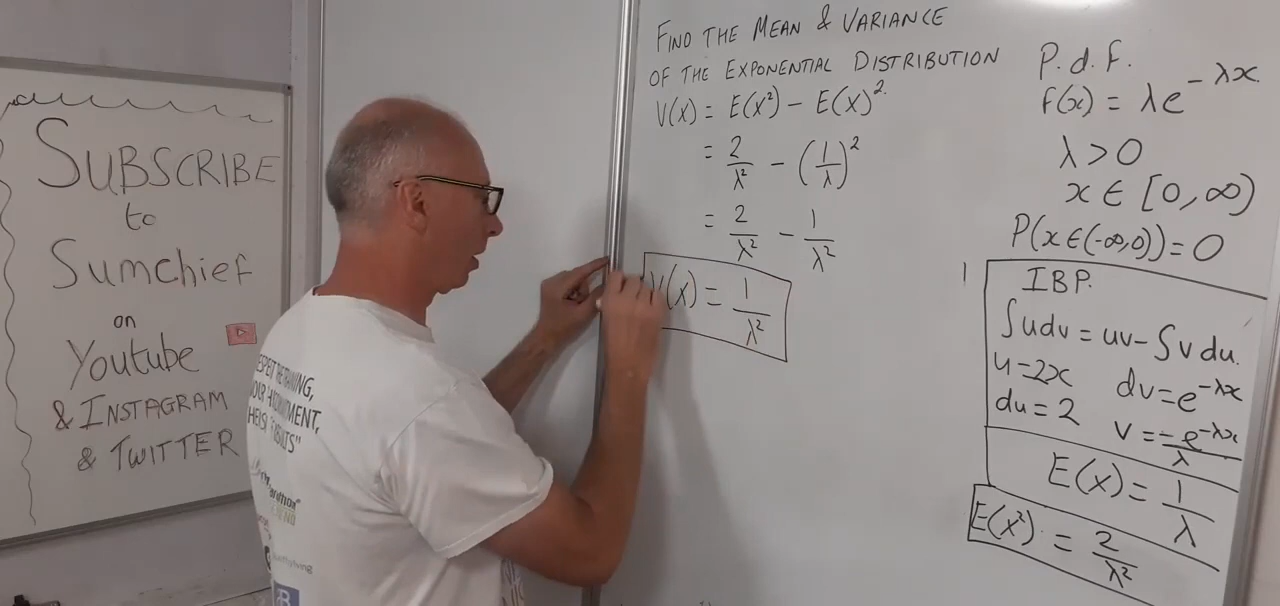 SUBSCRIBE
to
Sumchief
on
Youtube
& INSTAGRAM
& TWITTER
FIND THE MEAN & VARIANCE
OF THE EXPONENTIAL DISTRIBUTION
V(X) = E(X²) - E(X)²
= 2/λ² - (1/λ)²
= 2/λ² - 1/λ²
V(X) = 1/λ²
P.d.f.
f(x) = λe^-λx
λ>0
x ∈ [0,∞)
P(x∈(-∞,0))=0
IBP.
∫udv = uv-∫vdu.
u=2x dv=e^-λx
du=2 v=-e^-λx/λ
E(X) = 1/λ
E(X²) = 2/λ²